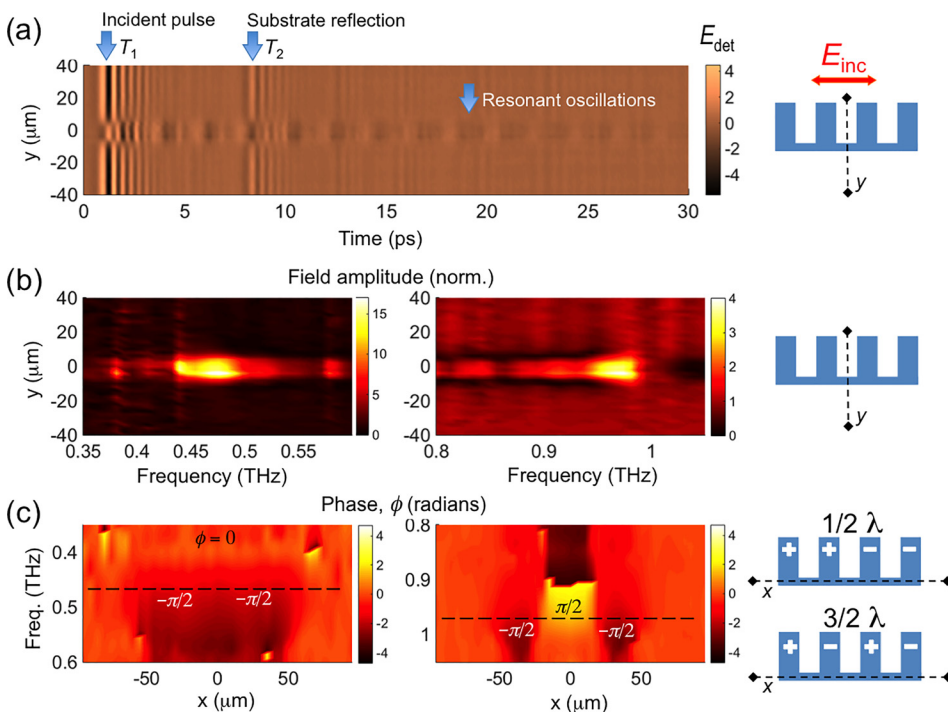 (a)
Incident pulse
Substrate reflection
T1
T2
Edet
Einc
Resonant oscillations
y (μm)
40
20
0
-20
-40
0
5
10
15
20
25
30
Time (ps)
4
2
0
-2
-4
y
(b)
Field amplitude (norm.)
y (μm)
40
20
0
-20
-40
0.35
0.4
0.45
0.5
0.55
Frequency (THz)
15
10
5
0
40
20
0
-20
-40
0.8
0.9
1
Frequency (THz)
4
3
2
1
0
y
(c)
Phase, ϕ (radians)
Freq. (THz)
0.4
0.5
0.6
ϕ = 0
−π/2
−π/2
-50
0
50
x (μm)
4
2
0
-2
-4
0.8
0.9
1
π/2
−π/2
−π/2
-50
0
50
x (μm)
4
2
0
-2
-4
1/2 λ
+ + − −
x
3/2 λ
+ − + −
x